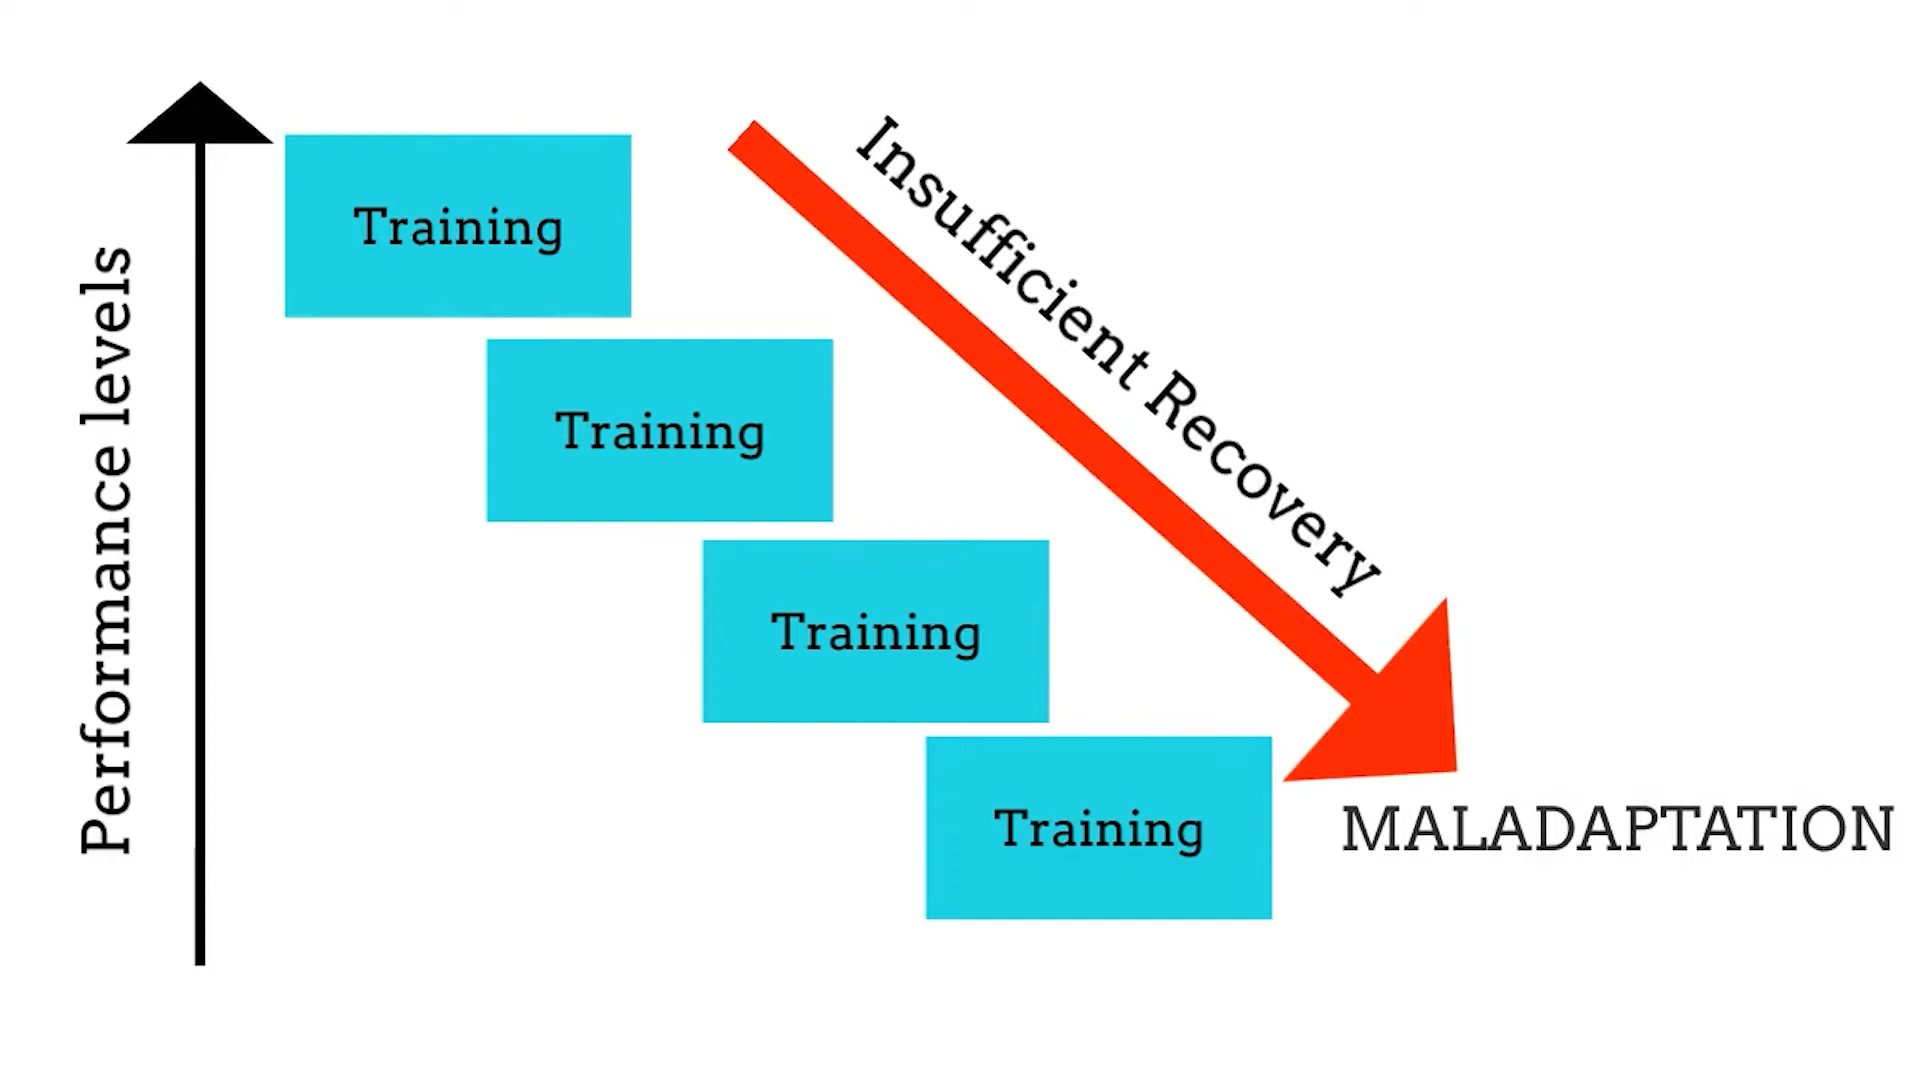 Performance levels
Training
Insufficient Recovery
Training
Training
Training
MALADAPTATION